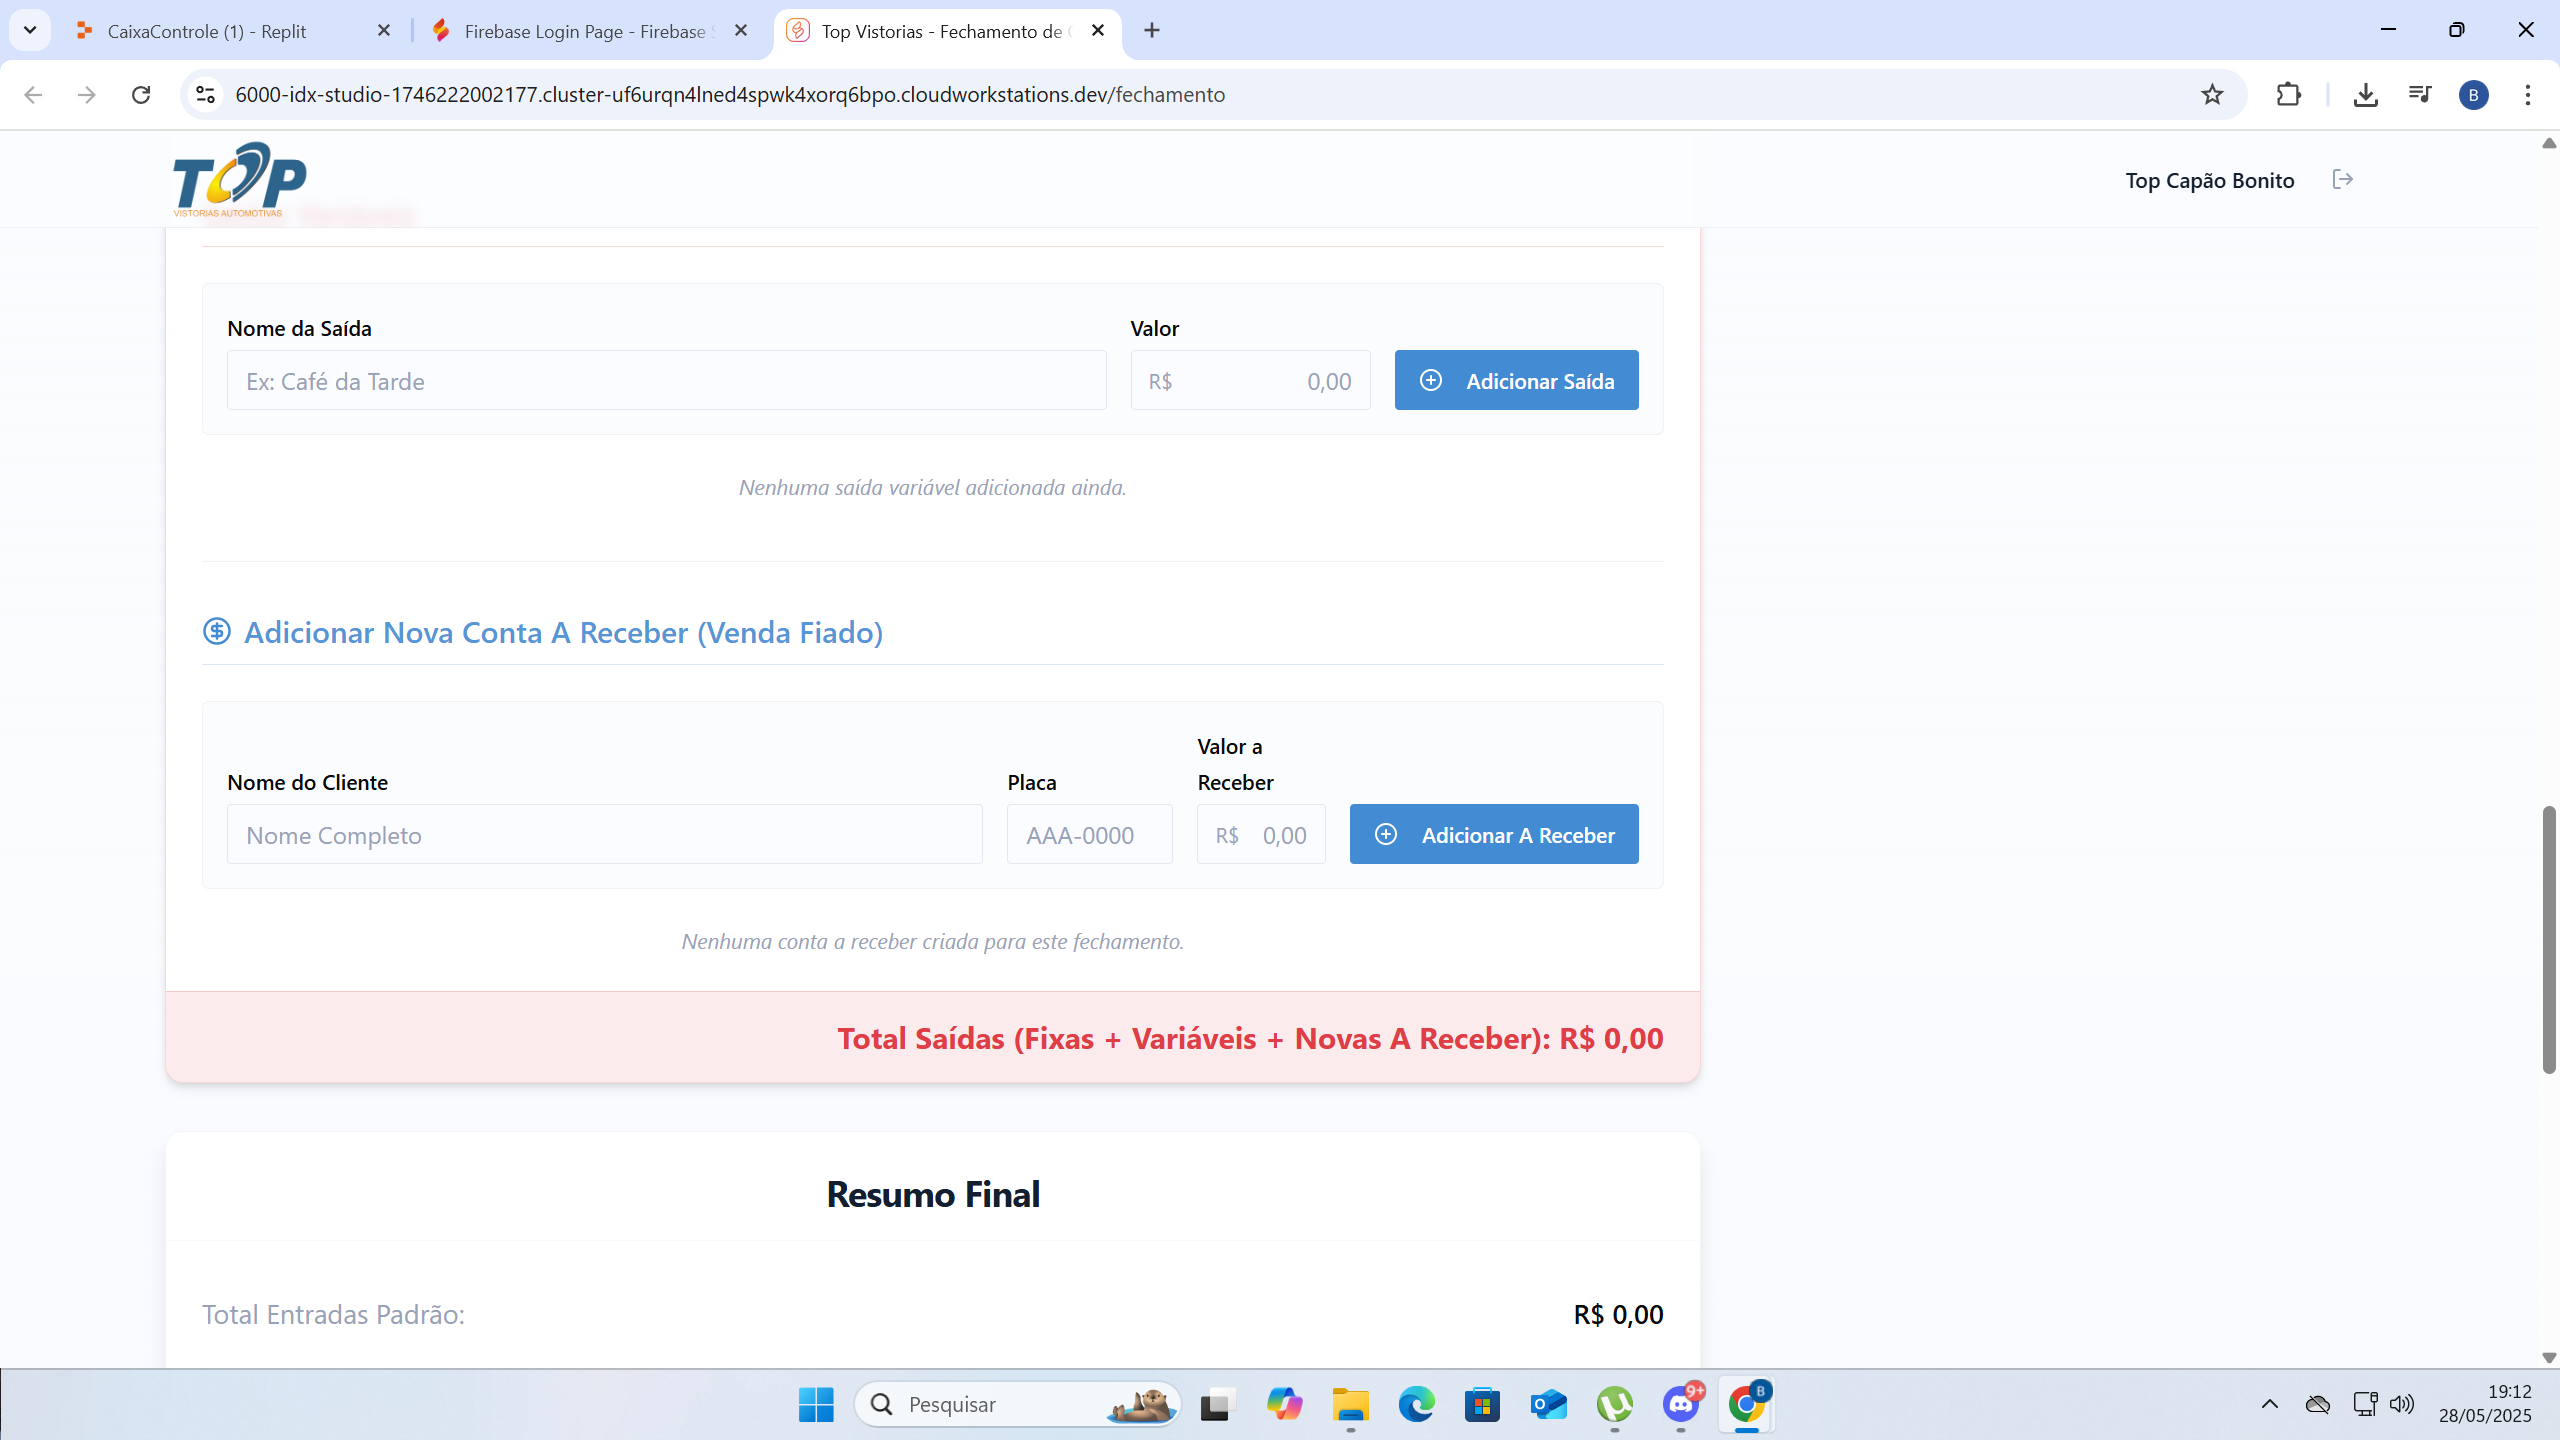 CaixaControle (1) - Replit
Firebase Login Page - Firebase S
Top Vistorias - Fechamento de C
6000-idx-studio-1746222002177.cluster-uf6urqn4lned4spwk4xorq6bpo.cloudworkstations.dev/fechamento
B
TOP
VISTORIAS AUTOMOTIVAS
Top Capão Bonito
Nome da Saída
Valor
Ex: Café da Tarde
R$ 0,00
Adicionar Saída
Nenhuma saída variável adicionada ainda.
Adicionar Nova Conta A Receber (Venda Fiado)
Nome do Cliente
Placa
Valor a
Receber
Nome Completo
AAA-0000
R$ 0,00
Adicionar A Receber
Nenhuma conta a receber criada para este fechamento.
Total Saídas (Fixas + Variáveis + Novas A Receber): R$ 0,00
Resumo Final
Total Entradas Padrão:
R$ 0,00
Pesquisar
9+
B
19:12
28/05/2025